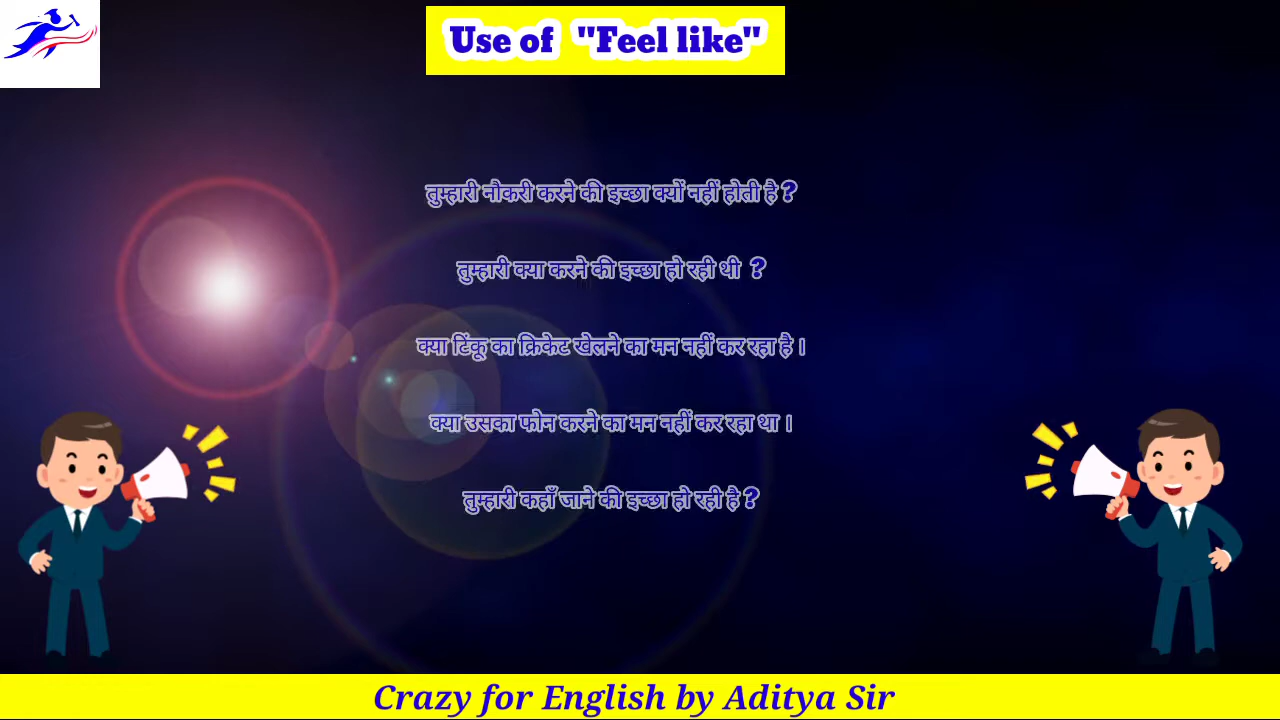 Use of "Feel like"
तुम्हारी नौकरी करने की इच्छा क्यों नहीं होती है ?
तुम्हारी क्या करने की इच्छा हो रही थी ?
क्या टिंकू का क्रिकेट खेलने का मन नहीं कर रहा है ।
क्या उसका फोन करने का मन नहीं कर रहा था ।
तुम्हारी कहाँ जाने की इच्छा हो रही है ?
Crazy for English by Aditya Sir